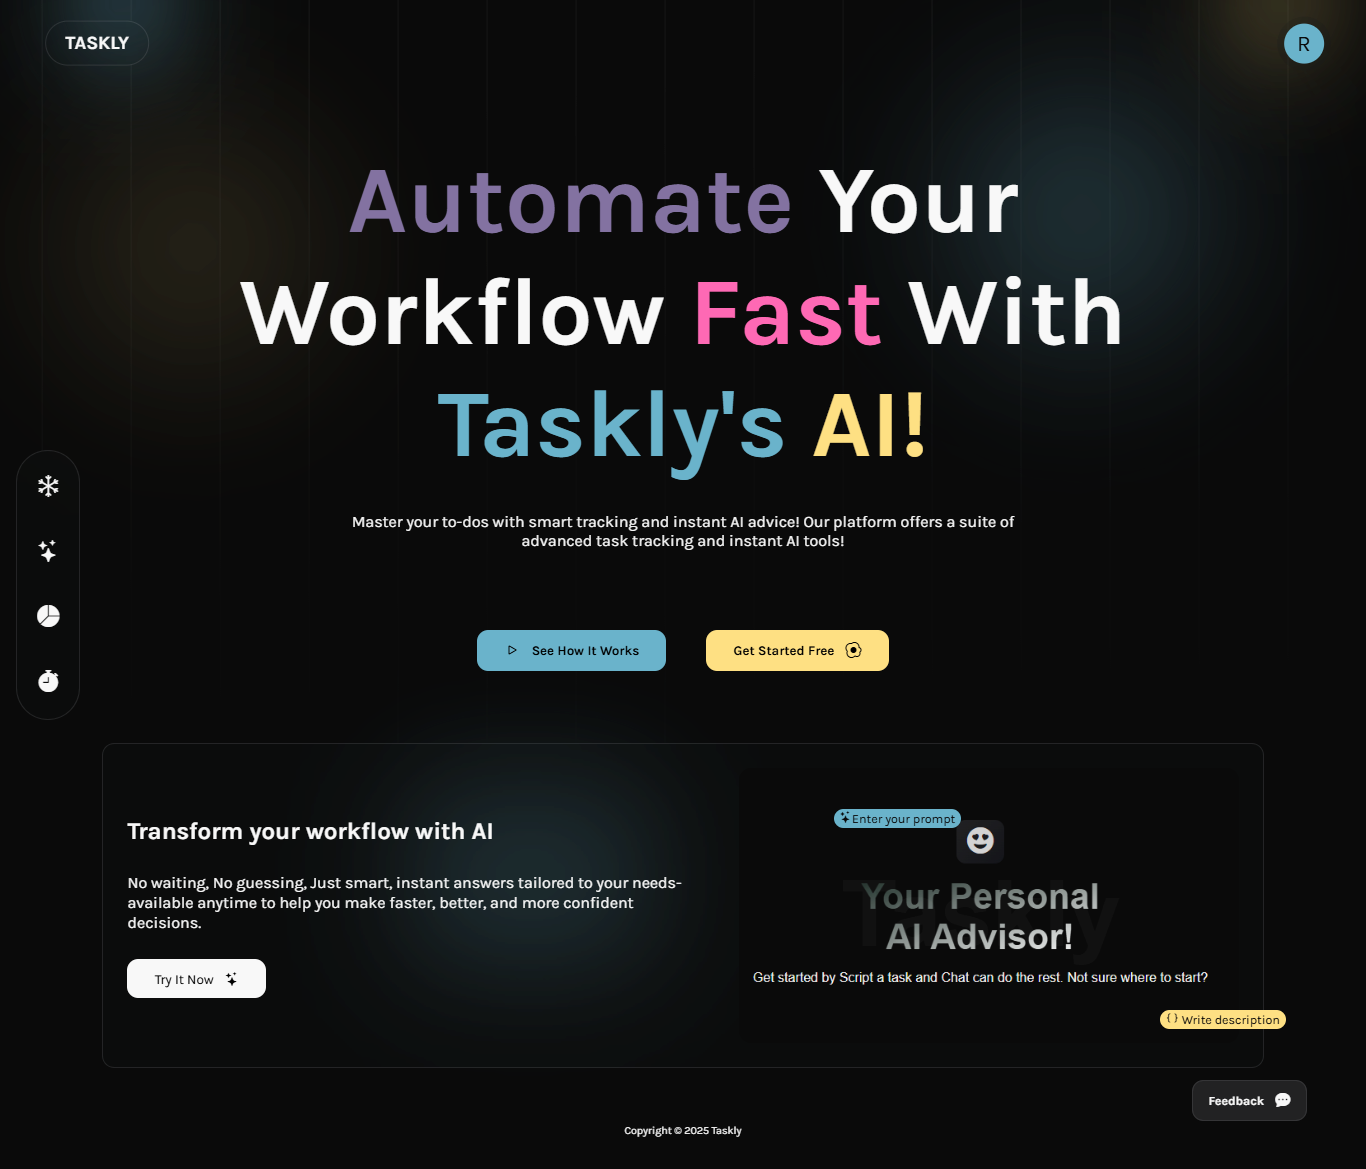 TASKLY
R
Automate Your
Workflow Fast With
Taskly's AI!
Master your to-dos with smart tracking and instant AI advice! Our platform offers a suite of
advanced task tracking and instant AI tools!
See How It Works
Get Started Free
Transform your workflow with AI
No waiting, No guessing, Just smart, instant answers tailored to your needs-
available anytime to help you make faster, better, and more confident
decisions.
Try It Now
Enter your prompt
Taskly
Your Personal
AI Advisor!
Get started by Script a task and Chat can do the rest. Not sure where to start?
{ } Write description
Feedback
Copyright © 2025 Taskly